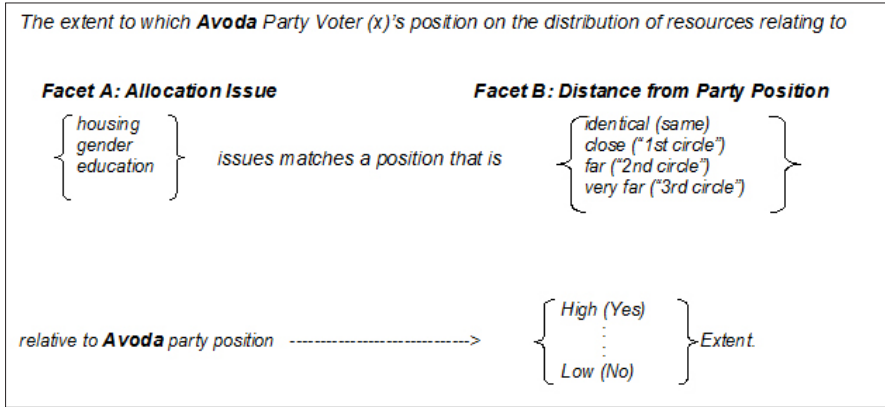 The extent to which Avoda Party Voter (x)'s position on the distribution of resources relating to
Facet A: Allocation Issue
Facet B: Distance from Party Position
housing
gender
education
issues matches a position that is
identical (same)
close ("1st circle")
far ("2nd circle")
very far ("3rd circle")
relative to Avoda party position ----------------------------->
High (Yes)
:
:
Low (No)
Extent.